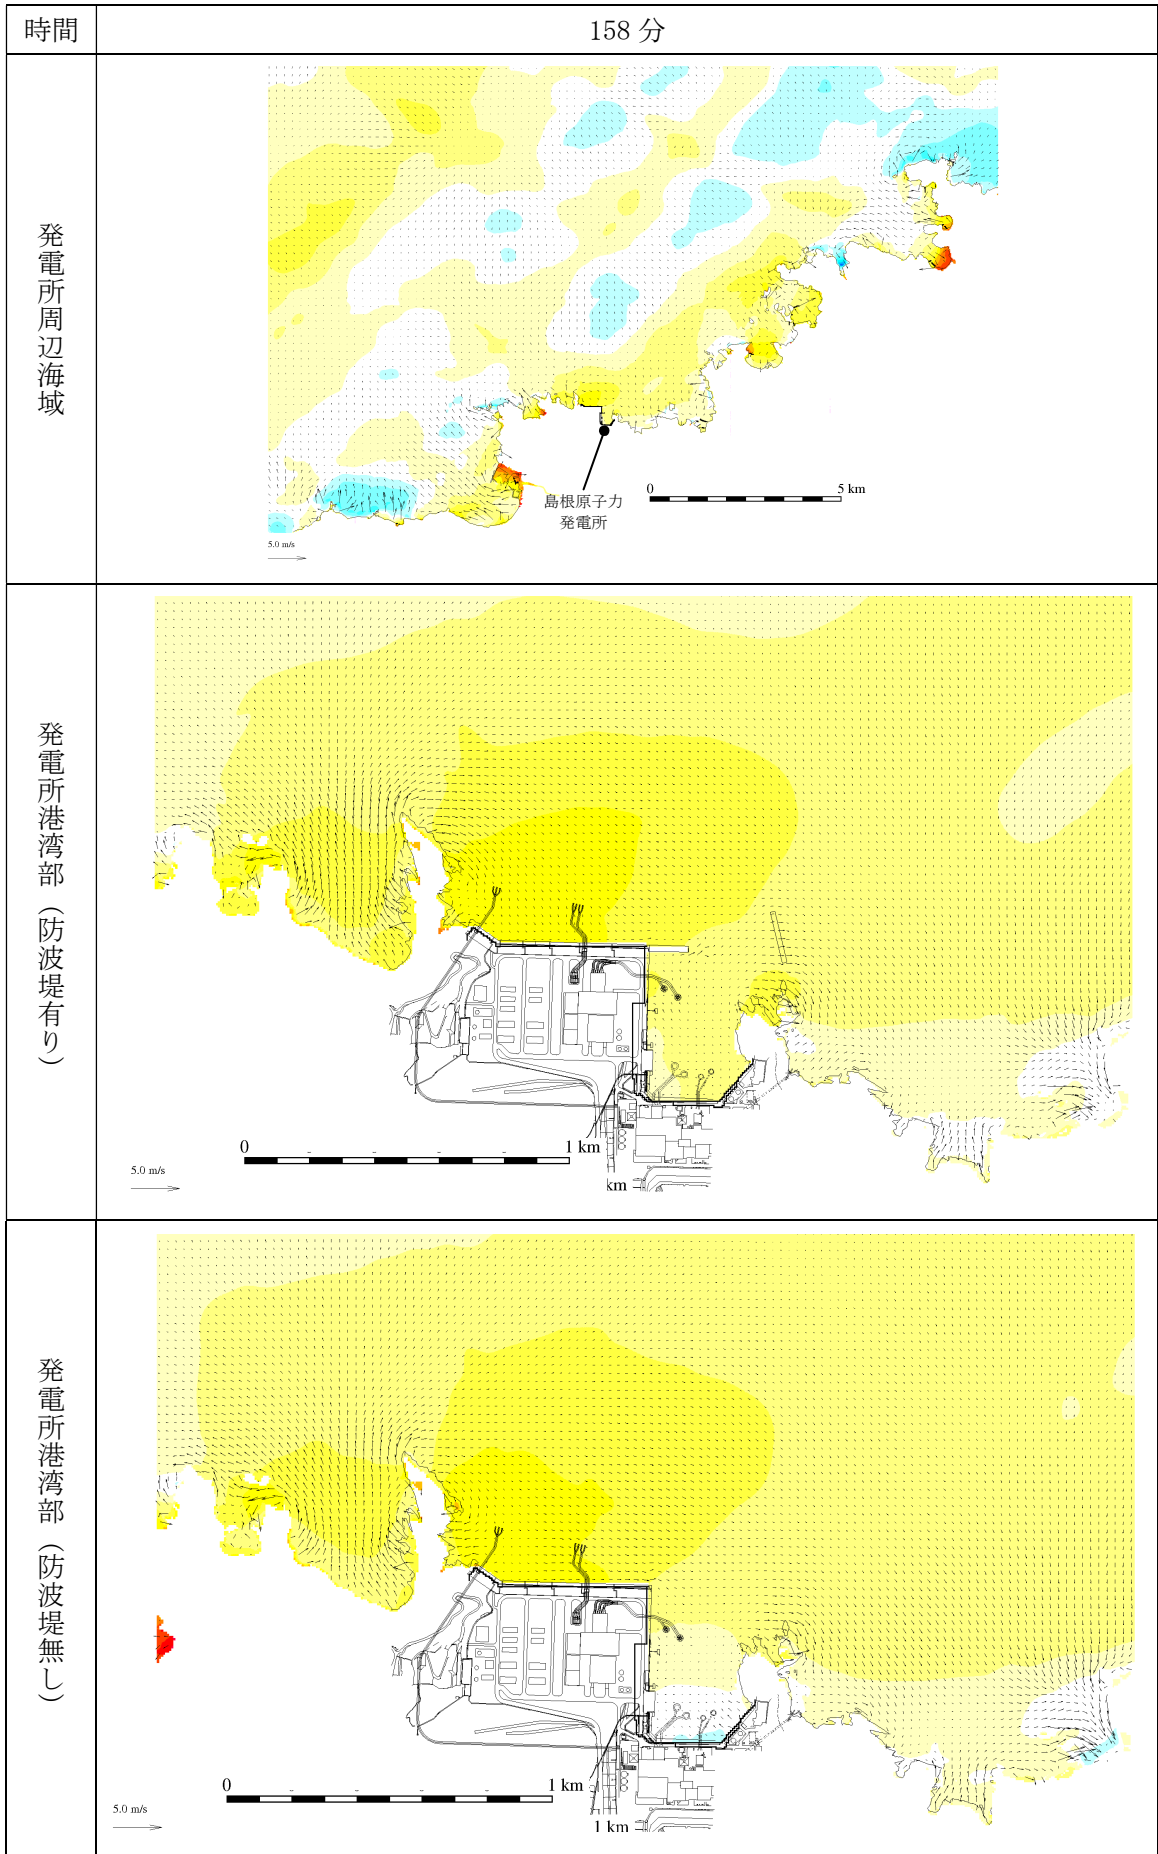 時間
158 分
発電所周辺海域
島根原子力
発電所
0
5 km
5.0 m/s
発電所港湾部（防波堤有り）
0
1 km
km
5.0 m/s
発電所港湾部（防波堤無し）
0
1 km
1 km
5.0 m/s